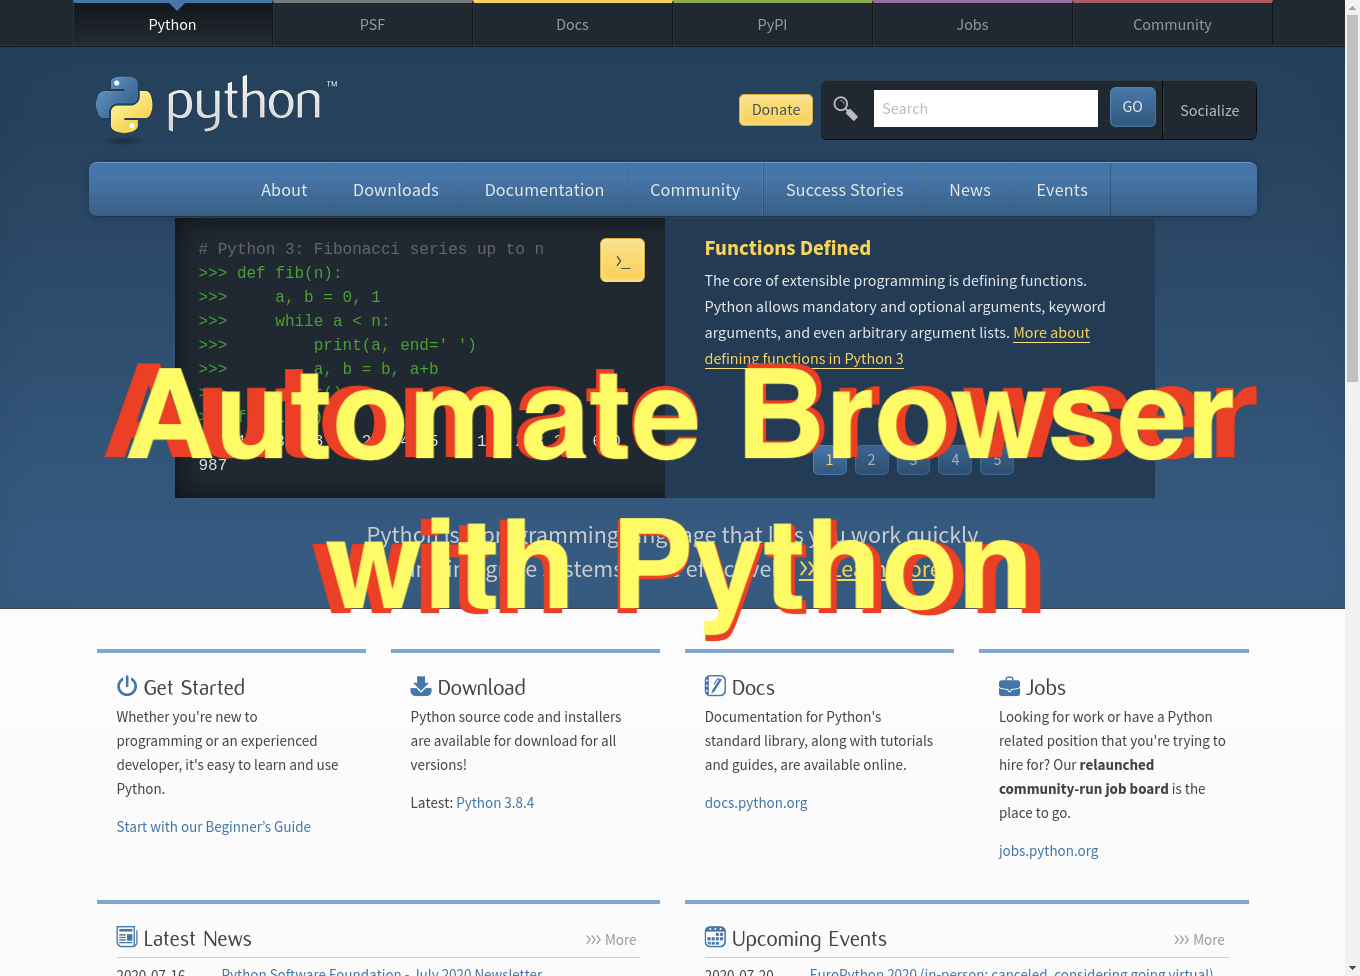 Python
PSF
Docs
PyPI
Jobs
Community
python™
Donate
Search
GO
Socialize
About
Downloads
Documentation
Community
Success Stories
News
Events
# Python 3: Fibonacci series up to n
>>> def fib(n):
>>>     a, b = 0, 1
>>>     while a < n:
>>>         print(a, end=' ')
>>>         a, b = b, a+b
987
>_
Functions Defined
The core of extensible programming is defining functions.
Python allows mandatory and optional arguments, keyword
arguments, and even arbitrary argument lists. More about
defining functions in Python 3
1 2 3 4 5
Automate Browser
with Python
Python is a programming language that lets you work quickly
Get Started
Whether you're new to
programming or an experienced
developer, it's easy to learn and use
Python.
Start with our Beginner's Guide
Download
Python source code and installers
are available for download for all
versions!
Latest: Python 3.8.4
Docs
Documentation for Python's
standard library, along with tutorials
and guides, are available online.
docs.python.org
Jobs
Looking for work or have a Python
related position that you're trying to
hire for? Our relaunched
community-run job board is the
place to go.
jobs.python.org
Latest News
>>> More
2020-07-16 Python Software Foundation - July 2020 Newsletter
Upcoming Events
>>> More
2020-07-20 EuroPython 2020 (in-person: canceled, considering going virtual)